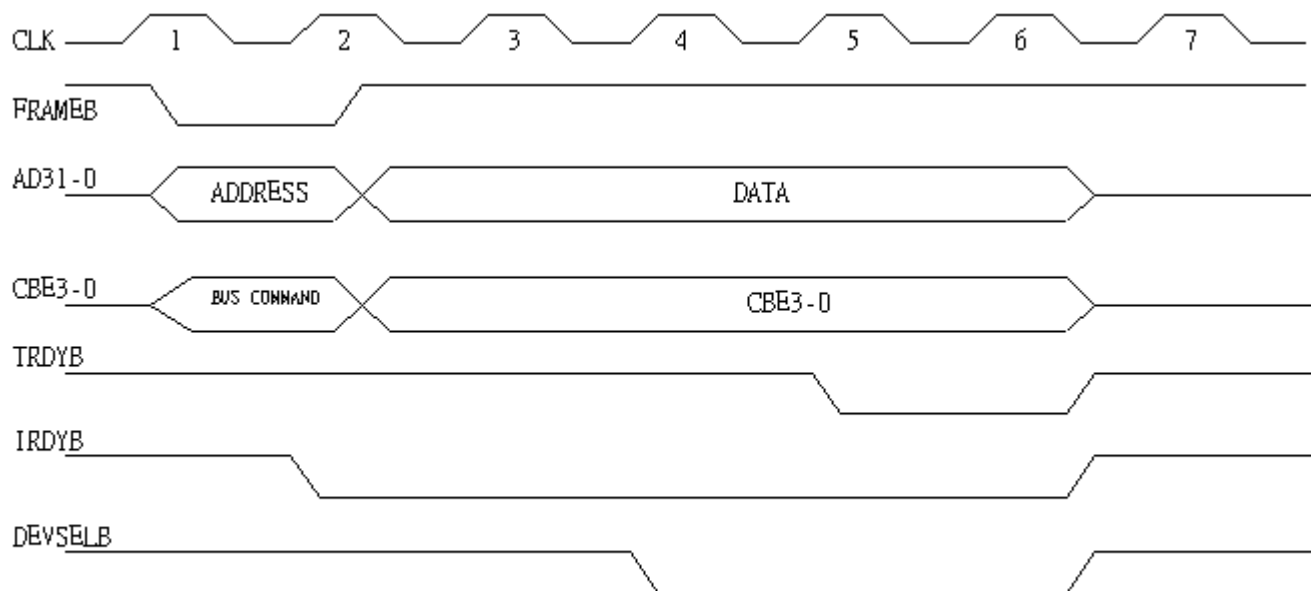 CLK 1 2 3 4 5 6 7
FRAMEB
AD31-0 ADDRESS DATA
CBE3-0 BUS COMMAND CBE3-0
TRDYB
IRDYB
DEVSELB